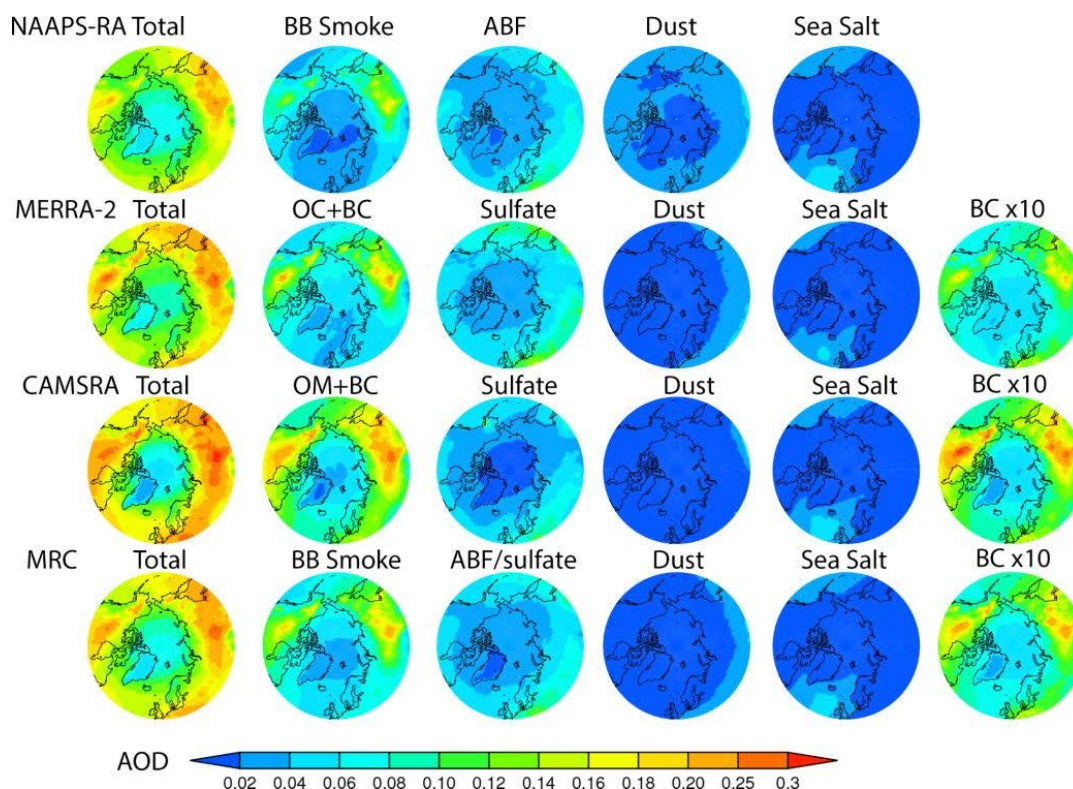 NAAPS-RA Total BB Smoke ABF Dust Sea Salt
MERRA-2 Total OC+BC Sulfate Dust Sea Salt BC x10
CAMSRA Total OM+BC Sulfate Dust Sea Salt BC x10
MRC Total BB Smoke ABF/sulfate Dust Sea Salt BC x10
AOD
0.02 0.04 0.06 0.08 0.10 0.12 0.14 0.16 0.18 0.20 0.25 0.3